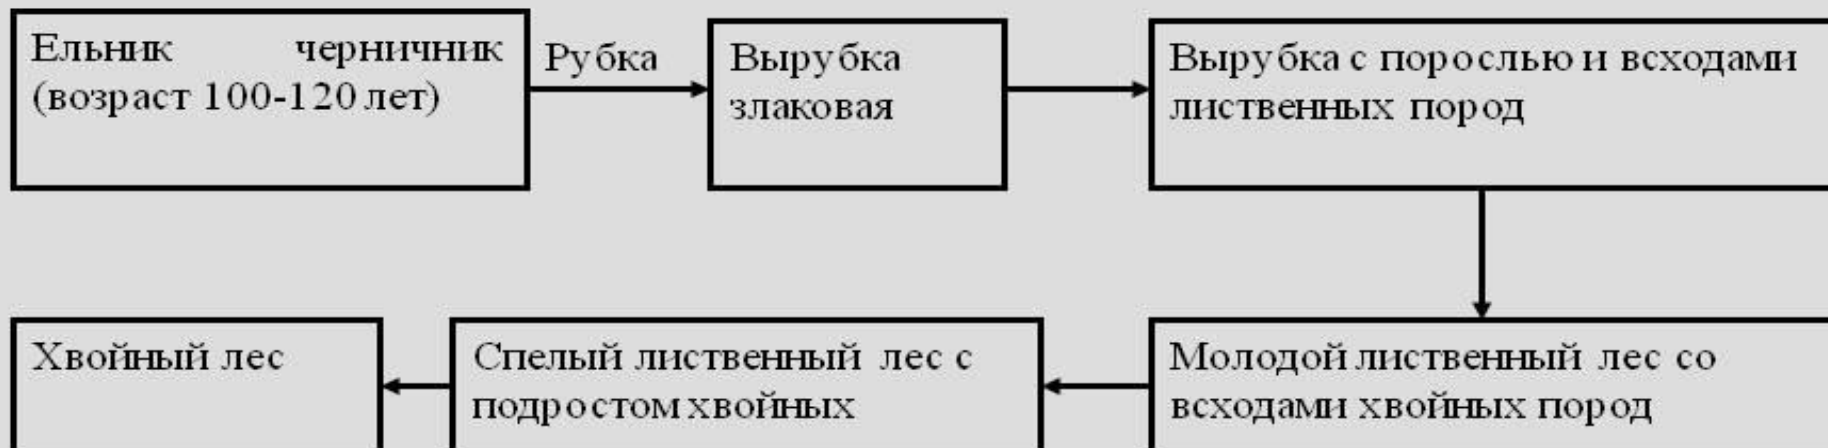 Ельник черничник
(возраст 100-120 лет)
Рубка
Вырубка
злаковая
Вырубка с порослью и всходами
лиственных пород
Хвойный лес
Спелый лиственный лес с
подростом хвойных
Молодой лиственный лес со
всходами хвойных пород